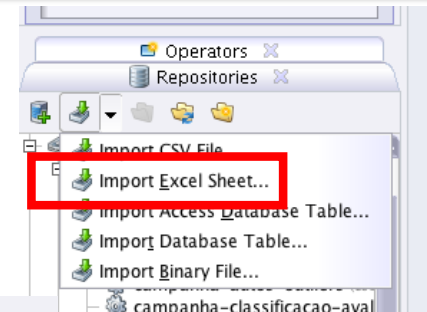 Operators
Repositories
Import CSV File
Import Excel Sheet...
Import Access Database Table...
Import Database Table...
Import Binary File...
campanha-classificacao-aval